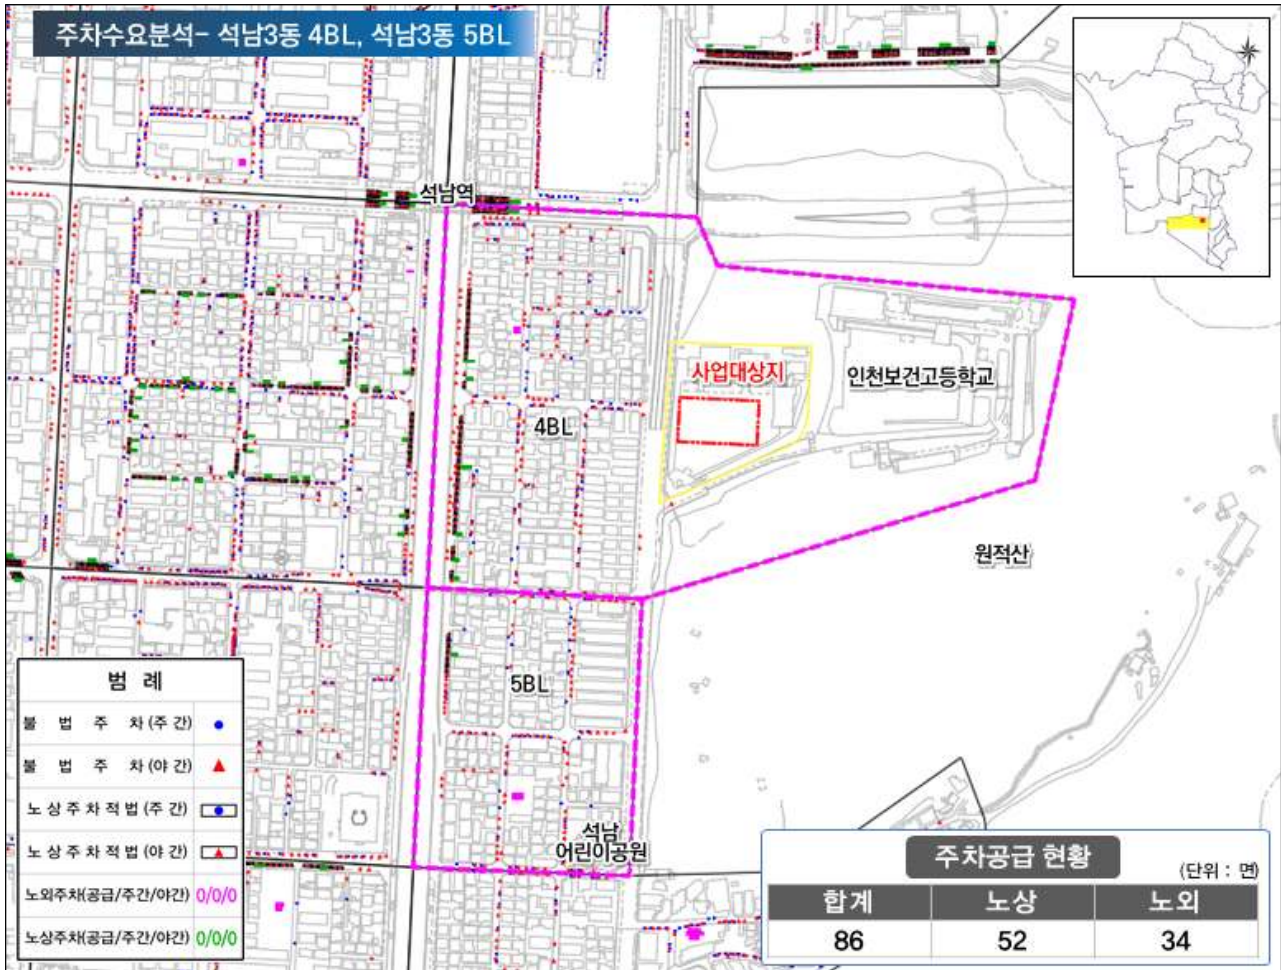 주차수요분석- 석남3동 4BL, 석남3동 5BL
석남역
사업대상지
인천보건고등학교
4BL
원적산
5BL
석남
어린이공원
범 례
불 법 주 차 (주 간)
불 법 주 차 (야 간)
노 상 주 차 적 법 (주 간)
노 상 주 차 적 법 (야 간)
노외주차(공급/주간/야간) 0/0/0
노상주차(공급/주간/야간) 0/0/0
주차공급 현황
(단위 : 면)
합계 노상 노외
86 52 34